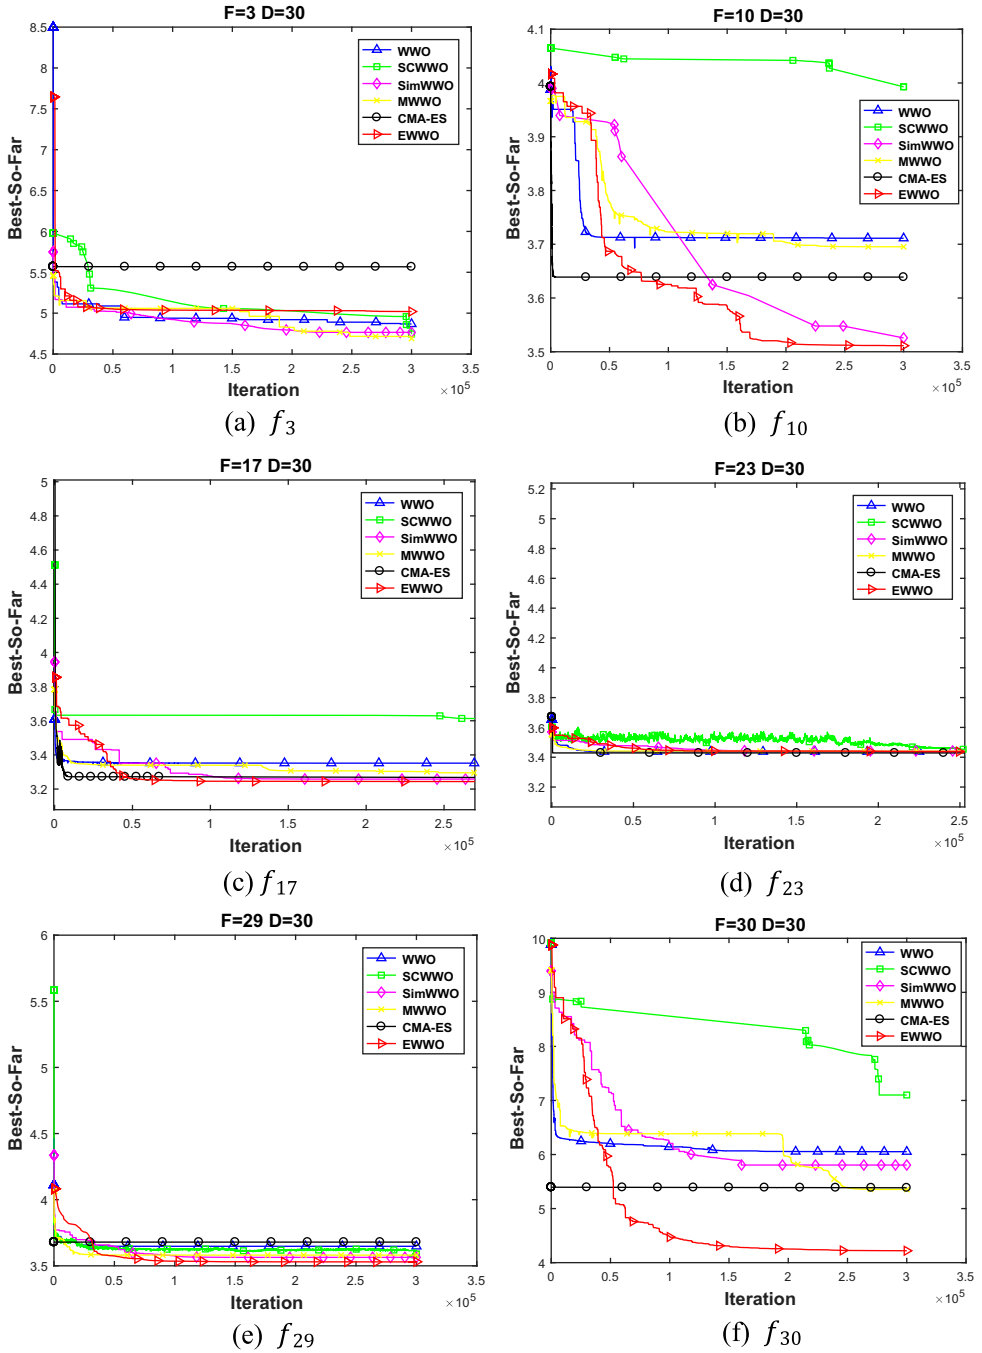 F=3 D=30
Best-So-Far
8.5
8
7.5
7
6.5
6
5.5
5
4.5
WWO
SCWWO
SimWWO
MWWO
CMA-ES
EWWO
0 0.5 1 1.5 2 2.5 3 3.5
Iteration
×10^5
(a) f_3
F=10 D=30
Best-So-Far
4.1
4
3.9
3.8
3.7
3.6
3.5
WWO
SCWWO
SimWWO
MWWO
CMA-ES
EWWO
0 0.5 1 1.5 2 2.5 3 3.5
Iteration
×10^5
(b) f_10
F=17 D=30
Best-So-Far
5
4.8
4.6
4.4
4.2
4
3.8
3.6
3.4
3.2
WWO
SCWWO
SimWWO
MWWO
CMA-ES
EWWO
0 0.5 1 1.5 2 2.5
Iteration
×10^5
(c) f_17
F=23 D=30
Best-So-Far
5.2
5
4.8
4.6
4.4
4.2
4
3.8
3.6
3.4
3.2
WWO
SCWWO
SimWWO
MWWO
CMA-ES
EWWO
0 0.5 1 1.5 2 2.5
Iteration
×10^5
(d) f_23
F=29 D=30
Best-So-Far
6
5.5
5
4.5
4
3.5
WWO
SCWWO
SimWWO
MWWO
CMA-ES
EWWO
0 0.5 1 1.5 2 2.5 3 3.5
Iteration
×10^5
(e) f_29
F=30 D=30
Best-So-Far
10
9
8
7
6
5
4
WWO
SCWWO
SimWWO
MWWO
CMA-ES
EWWO
0 0.5 1 1.5 2 2.5 3 3.5
Iteration
×10^5
(f) f_30